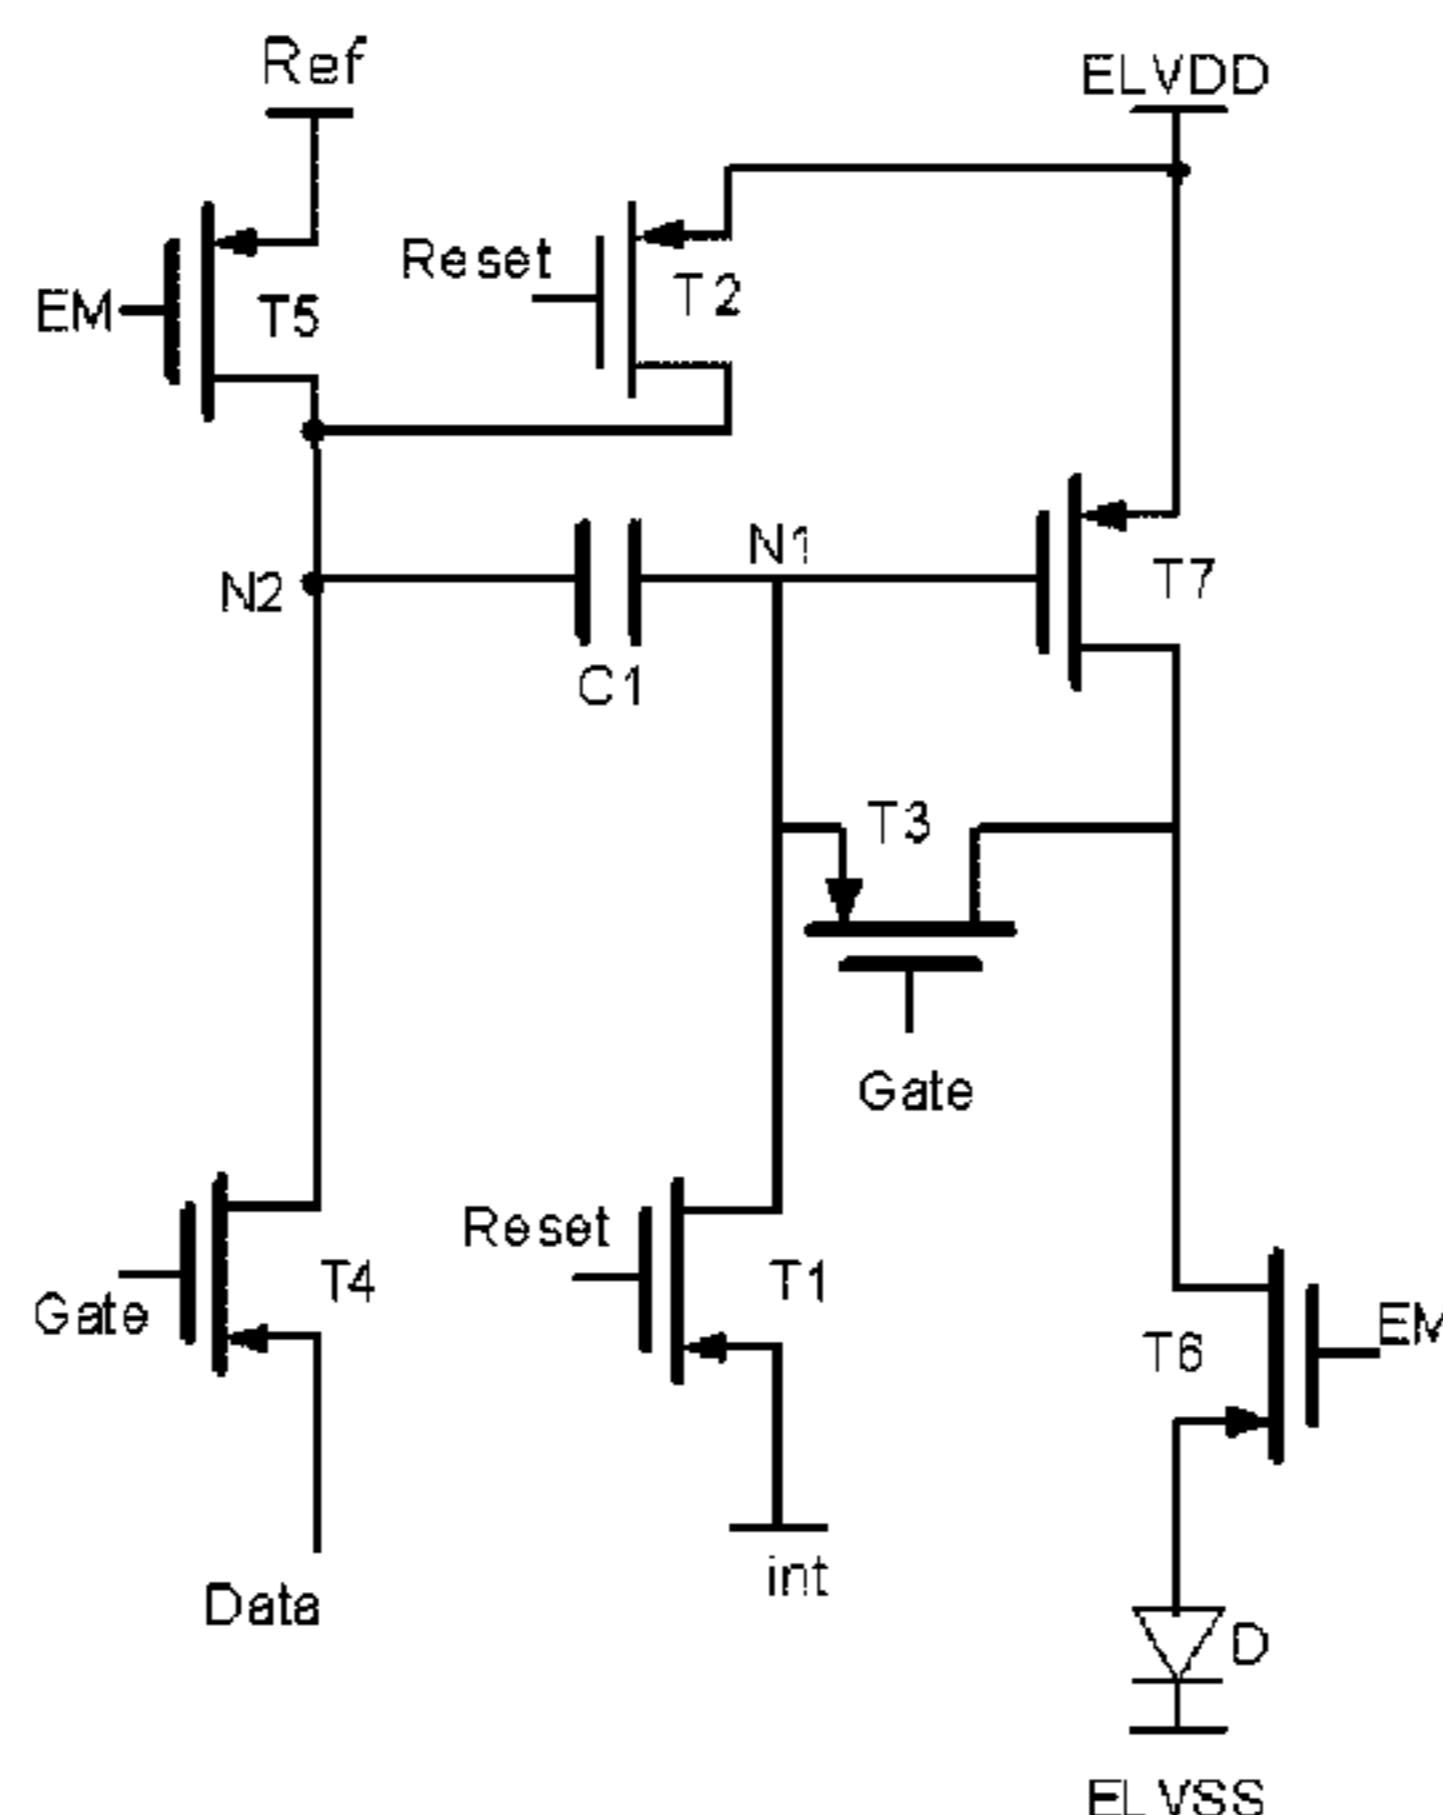 Ref
ELVDD
Reset
T2
EM
T5
N1
T7
N2
C1
T3
Gate
Reset
T4
T1
Gate
EM
T6
int
Data
D
ELVSS